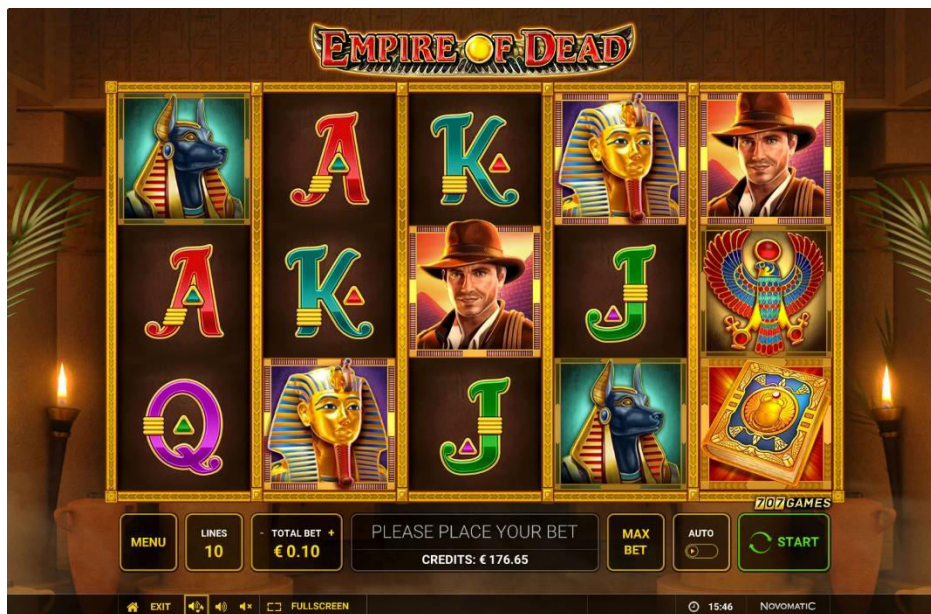 EMPIRE OF DEAD
A K
A K J
Q J
707GAMES
MENU
LINES
10
- TOTAL BET +
€ 0.10
PLEASE PLACE YOUR BET
CREDITS: € 176.65
MAX
BET
AUTO
START
EXIT
FULLSCREEN
15:46
NOVOMATIC